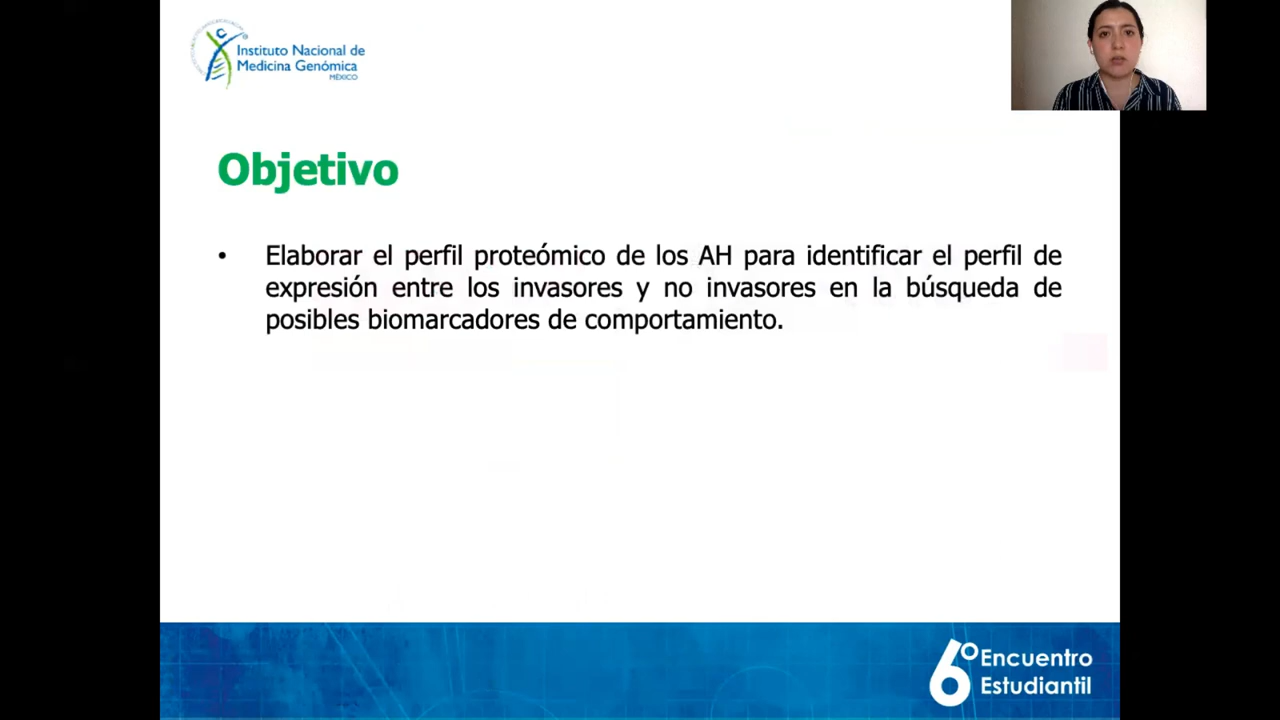 Instituto Nacional de
Medicina Genómica
MÉXICO
Objetivo
• Elaborar el perfil proteómico de los AH para identificar el perfil de
expresión entre los invasores y no invasores en la búsqueda de
posibles biomarcadores de comportamiento.
6º Encuentro
Estudiantil